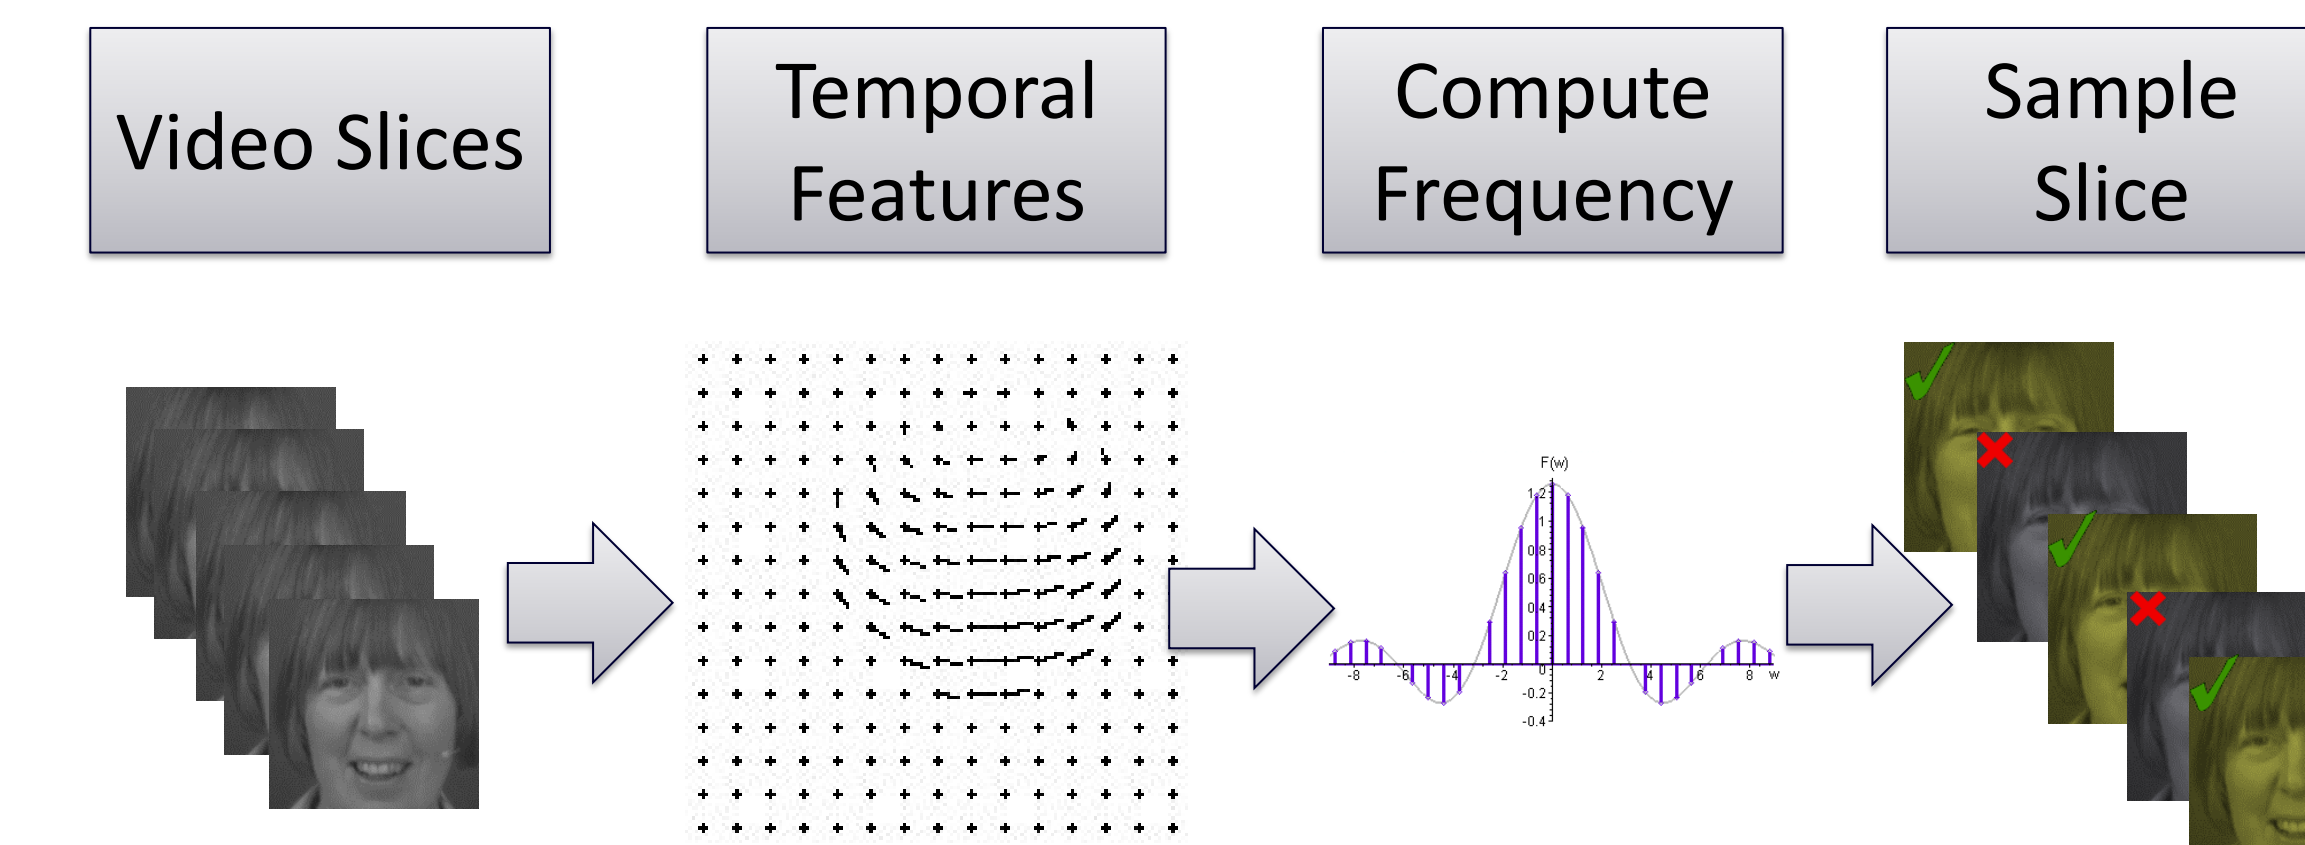 Video Slices
Temporal
Features
Compute
Frequency
Sample
Slice
F(w)
1.2
1
0.8
0.6
0.4
0.2
0
-0.2
-0.4
-8 -6 -4 -2 2 4 6 8 w